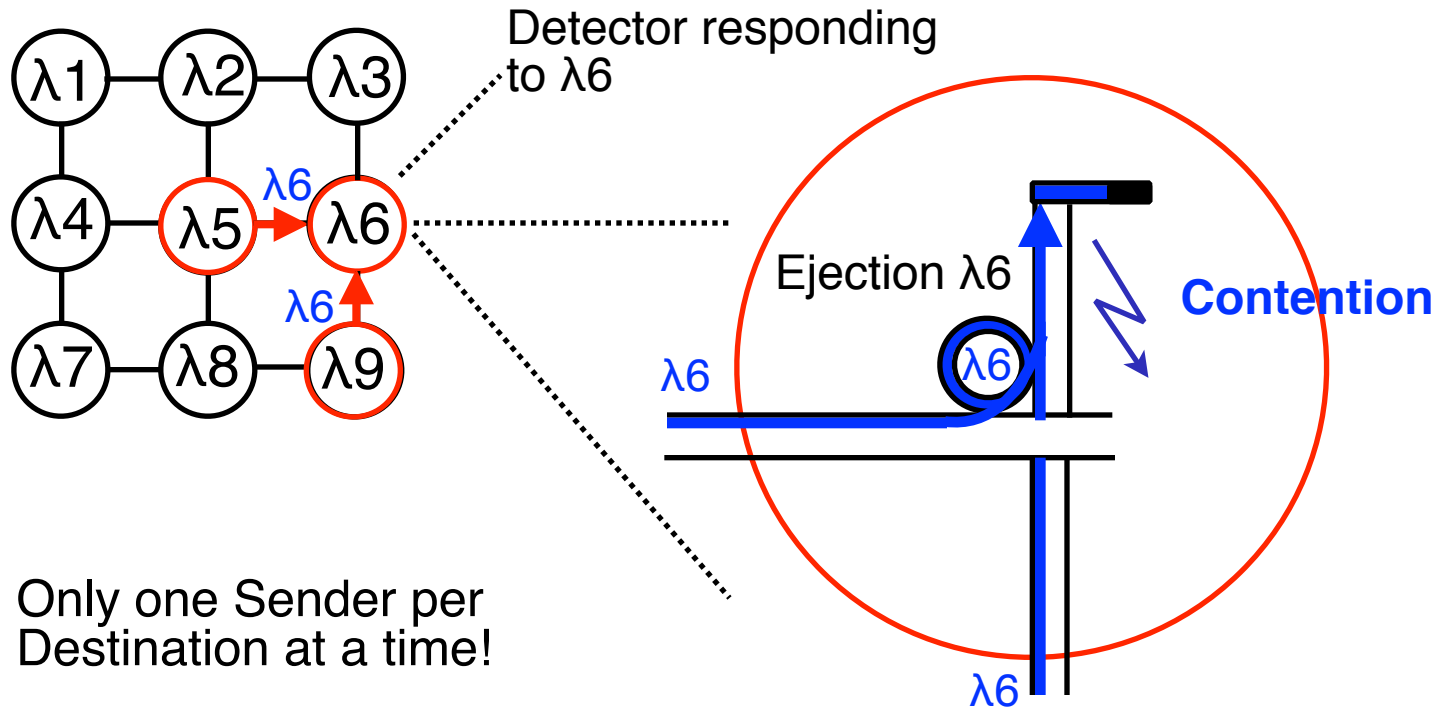 Detector responding
to λ6
λ1
λ2
λ3
λ6
λ4
λ5
λ6
λ6
λ7
λ8
λ9
Ejection λ6
Contention
λ6
λ6
λ6
Only one Sender per
Destination at a time!